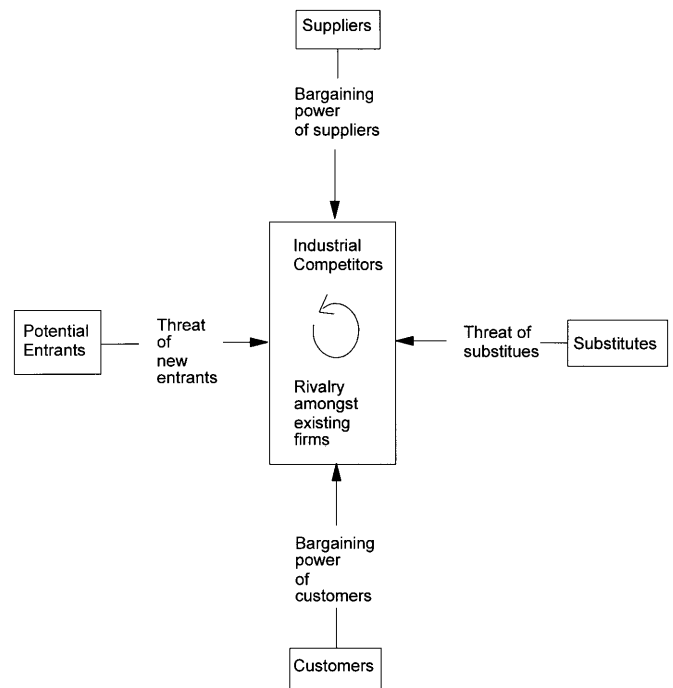 Suppliers
Bargaining
power
of suppliers
Industrial
Competitors
Potential
Entrants
Threat
of
new
entrants
Threat of
substitues
Substitutes
Rivalry
amongst
existing
firms
Bargaining
power
of
customers
Customers